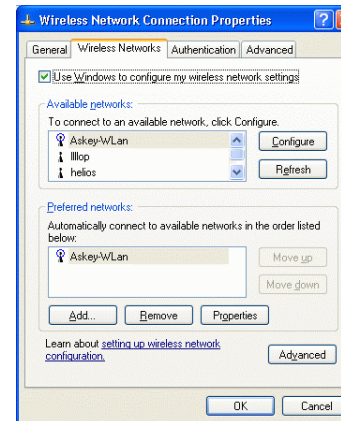 Wireless Network Connection Properties
General Wireless Networks Authentication Advanced
Use Windows to configure my wireless network settings
Available networks:
To connect to an available network, click Configure.
Askey-WLan
Configure
llllop
helios
Refresh
Preferred networks:
Automatically connect to available networks in the order listed
below:
Askey-WLan
Move up
Move down
Add... Remove Properties
Learn about setting up wireless network
configuration.
Advanced
OK Cancel